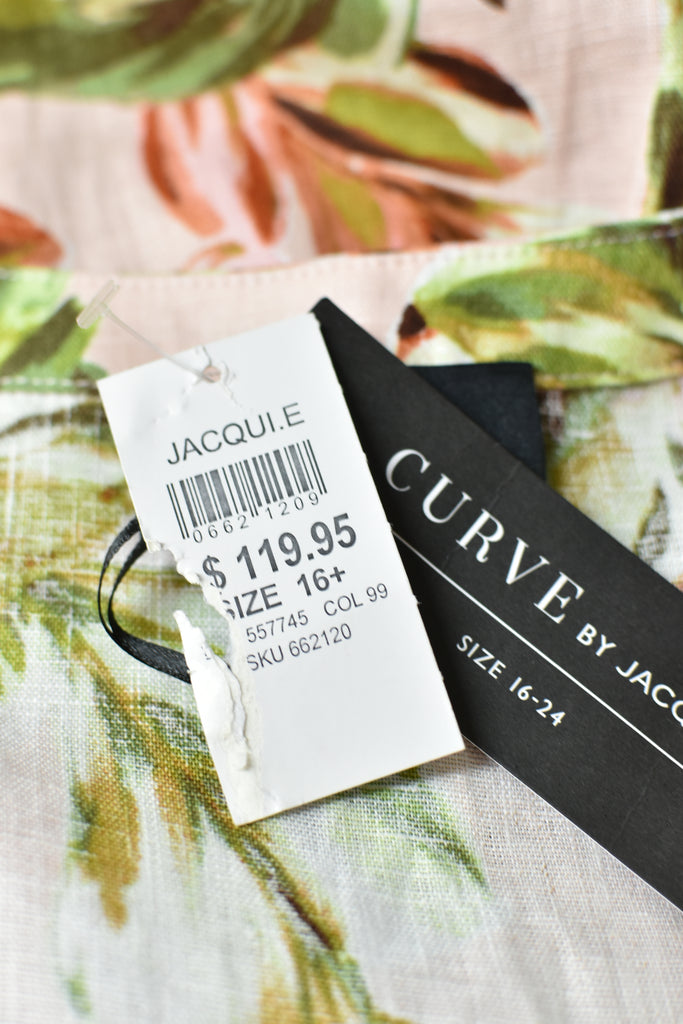 JACQUI.E
0662 1209
$ 119.95
SIZE 16+
557745 COL 99
SKU 662120
CURVE BY JACQ
SIZE 16-24